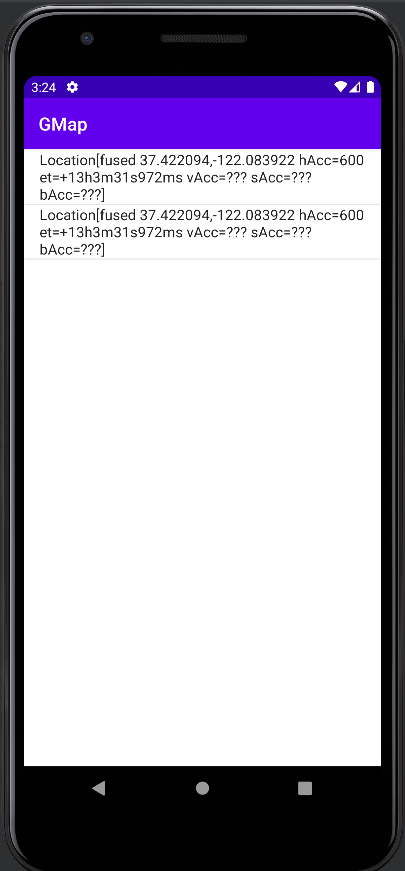 3:24
GMap
Location[fused 37.422094,-122.083922 hAcc=600
et=+13h3m31s972ms vAcc=??? sAcc=???
bAcc=???]
Location[fused 37.422094,-122.083922 hAcc=600
et=+13h3m31s972ms vAcc=??? sAcc=???
bAcc=???]